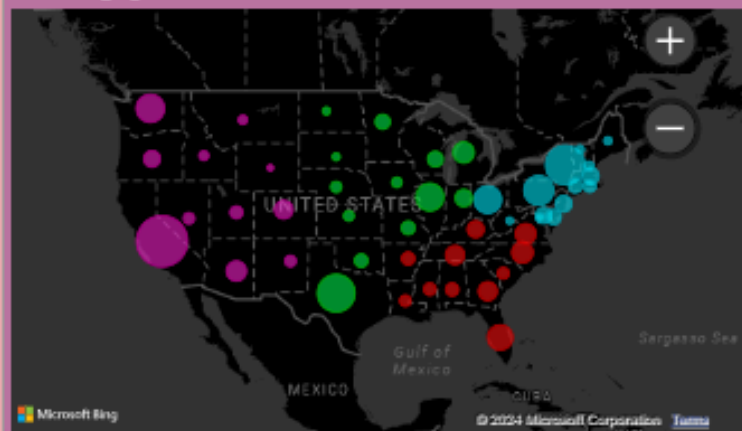 +
−
UNITED STATES
Sargasso Sea
Gulf of
Mexico
MEXICO
CUBA
Microsoft Bing
© 2024 Microsoft Corporation Terms